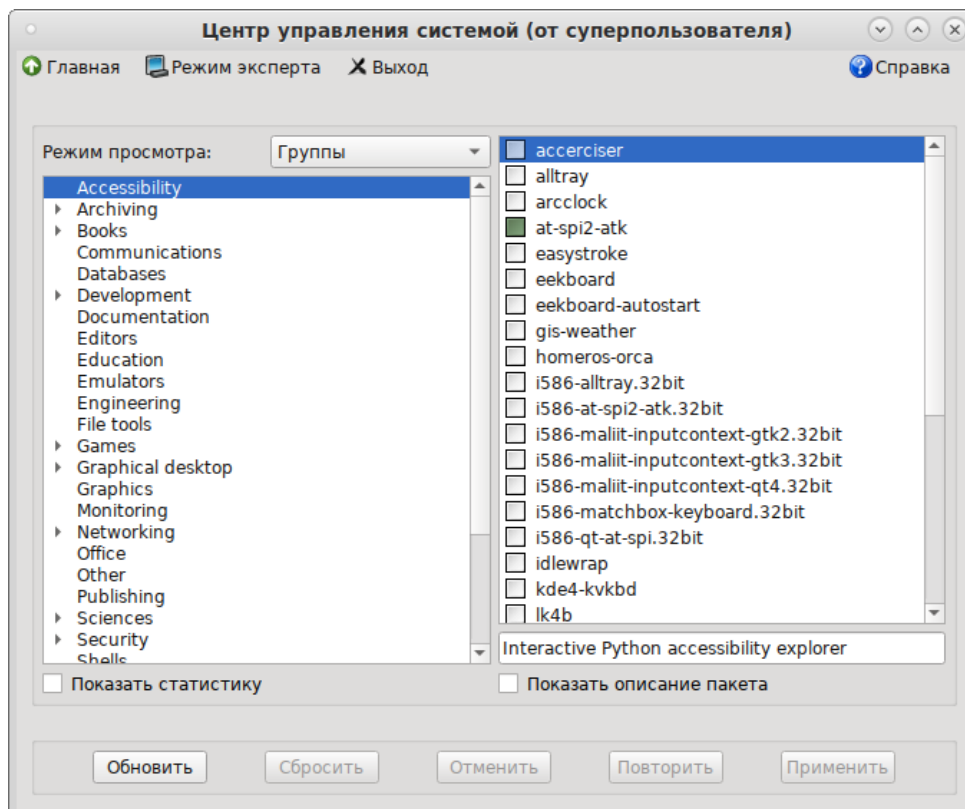 Центр управления системой (от суперпользователя)
Главная Режим эксперта Выход Справка
Режим просмотра: Группы
Accessibility
Archiving
Books
Communications
Databases
Development
Documentation
Editors
Education
Emulators
Engineering
File tools
Games
Graphical desktop
Graphics
Monitoring
Networking
Office
Other
Publishing
Sciences
Security
Shells
Показать статистику
accerciser
alltray
arcclock
at-spi2-atk
easystroke
eekboard
eekboard-autostart
gis-weather
homeros-orca
i586-alltray.32bit
i586-at-spi2-atk.32bit
i586-maliit-inputcontext-gtk2.32bit
i586-maliit-inputcontext-gtk3.32bit
i586-maliit-inputcontext-qt4.32bit
i586-matchbox-keyboard.32bit
i586-qt-at-spi.32bit
idlewrap
kde4-kvkbd
lk4b
Interactive Python accessibility explorer
Показать описание пакета
Обновить Сбросить Отменить Повторить Применить